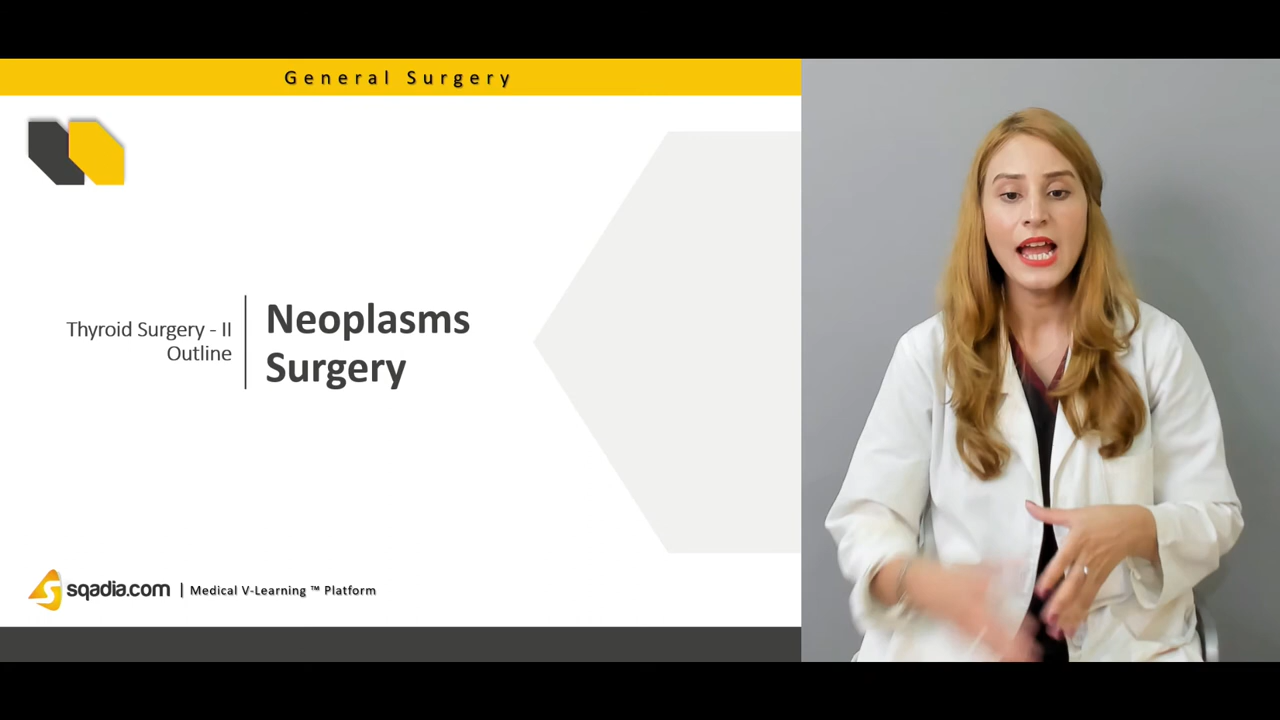 General Surgery
Thyroid Surgery - II
Outline
Neoplasms
Surgery
sqadia.com | Medical V-Learning ™ Platform